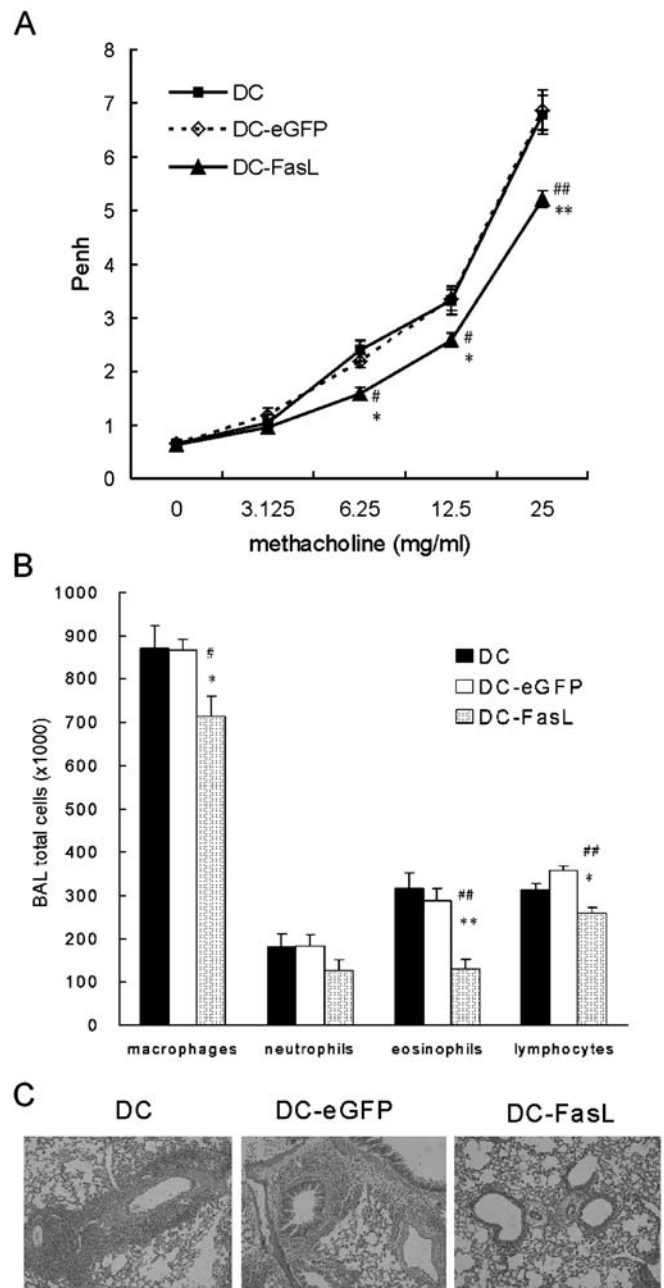 A
8
7
6
5
4
3
2
1
0
Penh
DC
DC-eGFP
DC-FasL
##
**
#
*
#
*
0 3.125 6.25 12.5 25
methacholine (mg/ml)
B
1000
900
800
700
600
500
400
300
200
100
0
BAL total cells (x1000)
DC
DC-eGFP
DC-FasL
#
*
##
**
##
*
macrophages neutrophils eosinophils lymphocytes
C
DC DC-eGFP DC-FasL